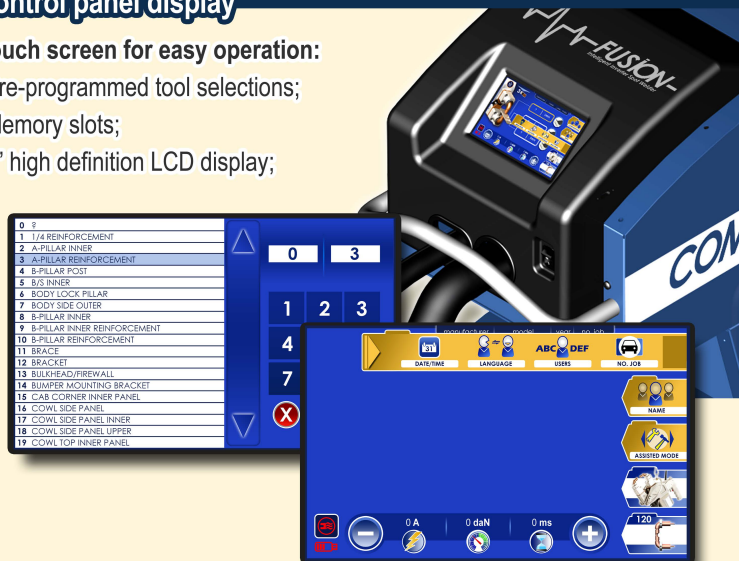 ontrol panel display
ouch screen for easy operation:
re-programmed tool selections;
lemory slots;
" high definition LCD display;
FUSION
Intelligent Inverter Spot Welder
COM
0 ?
1 1/4 REINFORCEMENT
2 A-PILLAR INNER
3 A-PILLAR REINFORCEMENT
4 B-PILLAR POST
5 B/S INNER
6 BODY LOCK PILLAR
7 BODY SIDE OUTER
8 B-PILLAR INNER
9 B-PILLAR INNER REINFORCEMENT
10 B-PILLAR REINFORCEMENT
11 BRACE
12 BRACKET
13 BULKHEAD/FIREWALL
14 BUMPER MOUNTING BRACKET
15 CAB CORNER INNER PANEL
16 COWL SIDE PANEL
17 COWL SIDE PANEL INNER
18 COWL SIDE PANEL UPPER
19 COWL TOP INNER PANEL
0 3
1 2 3
4
7
X
manufacturer model year no. job
31 ABC DEF
DATE/TIME LANGUAGE USERS NO. JOB
NAME
ASSISTED MODE
120
0 A 0 daN 0 ms